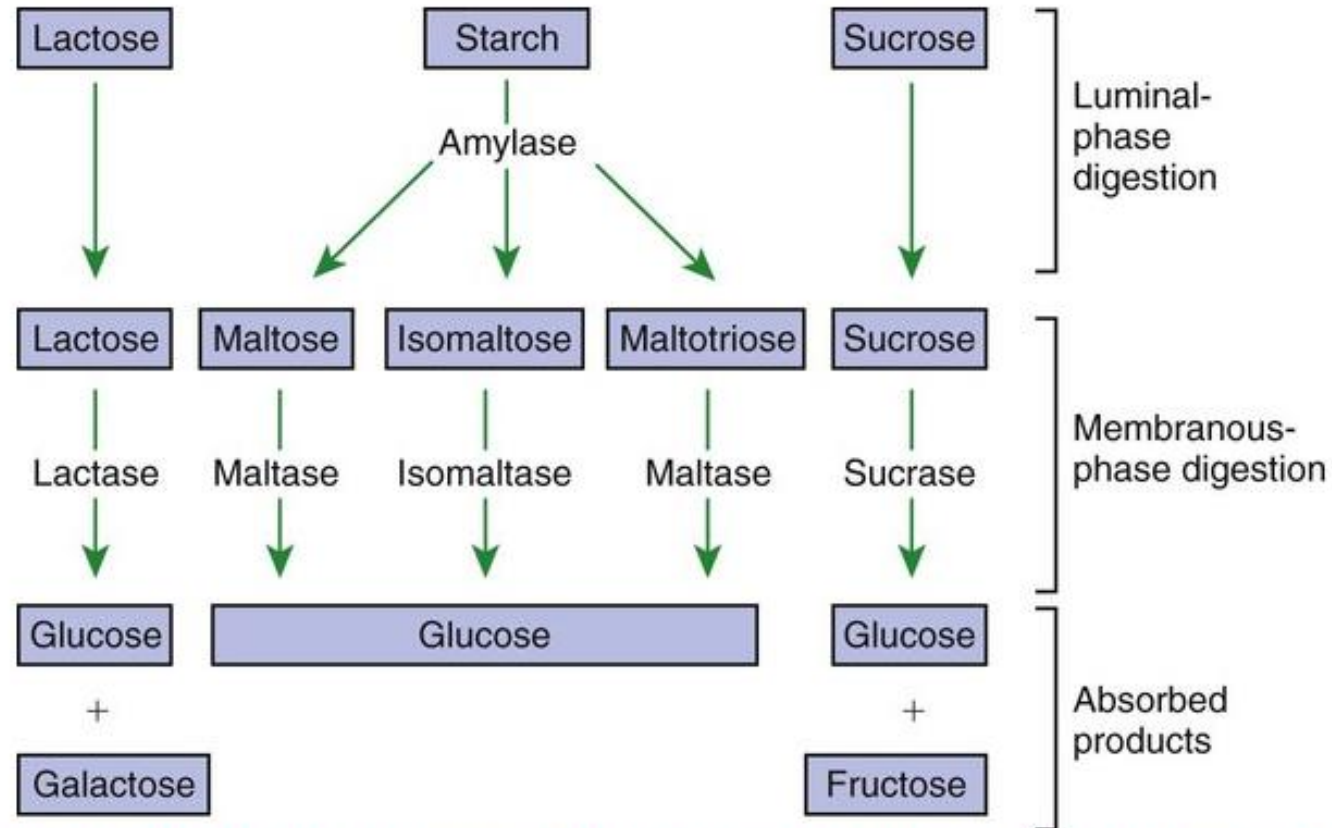 Lactose
Starch
Sucrose
Amylase
Luminal-
phase
digestion
Lactose
Maltose
Isomaltose
Maltotriose
Sucrose
Lactase
Maltase
Isomaltase
Maltase
Sucrase
Membranous-
phase digestion
Glucose
Glucose
Glucose
+
+
Galactose
Fructose
Absorbed
products